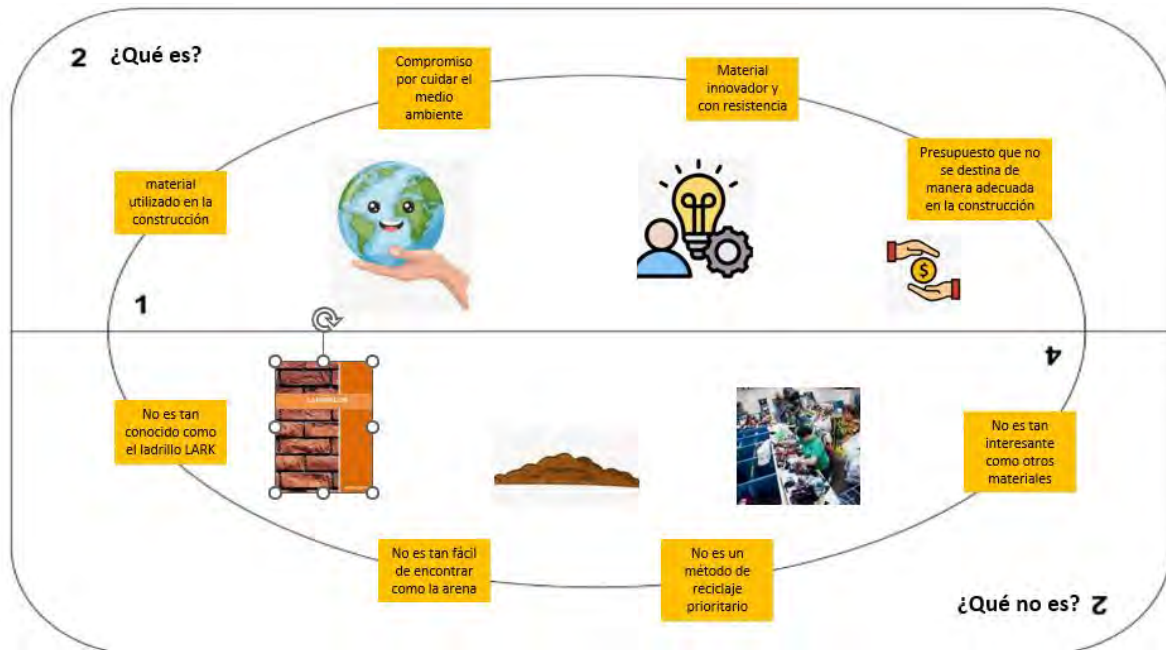 2 ¿Qué es?
Compromiso
por cuidar el
medio
ambiente
Material
innovador y
con resistencia
material
utilizado en la
construcción
Presupuesto que no
se destina de
manera adecuada
en la construcción
$
1
4
No es tan
conocido como
el ladrillo LARK
No es tan
interesante
como otros
materiales
No es tan fácil
de encontrar
como la arena
No es un
método de
reciclaje
prioritario
¿Qué no es? 2